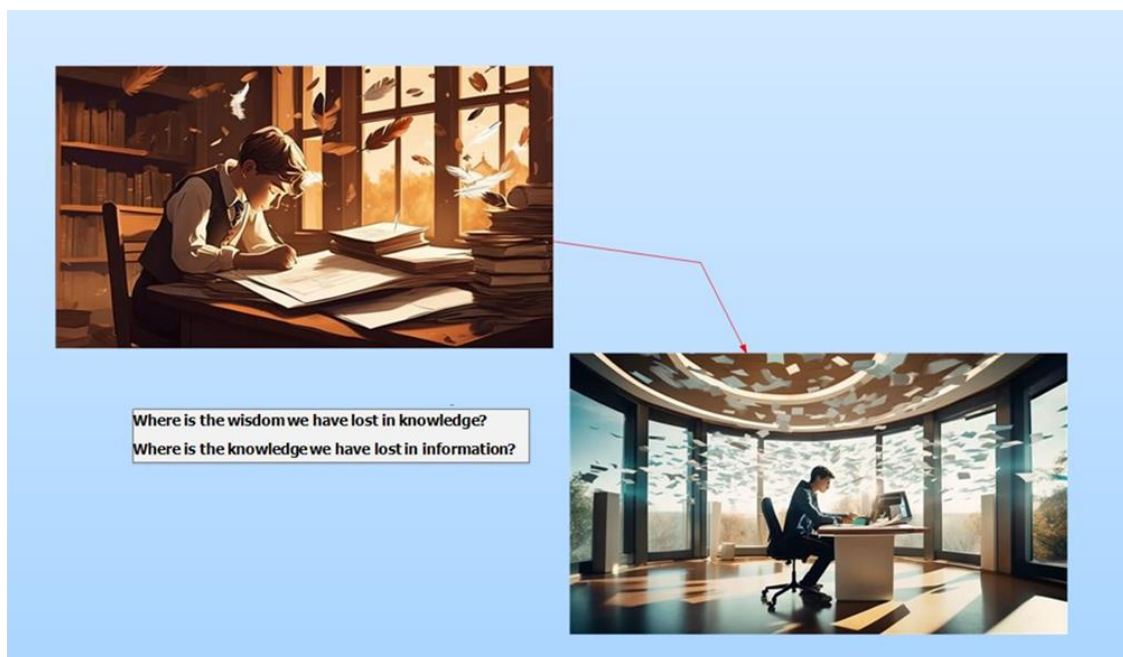 Where is the wisdom we have lost in knowledge?
Where is the knowledge we have lost in information?